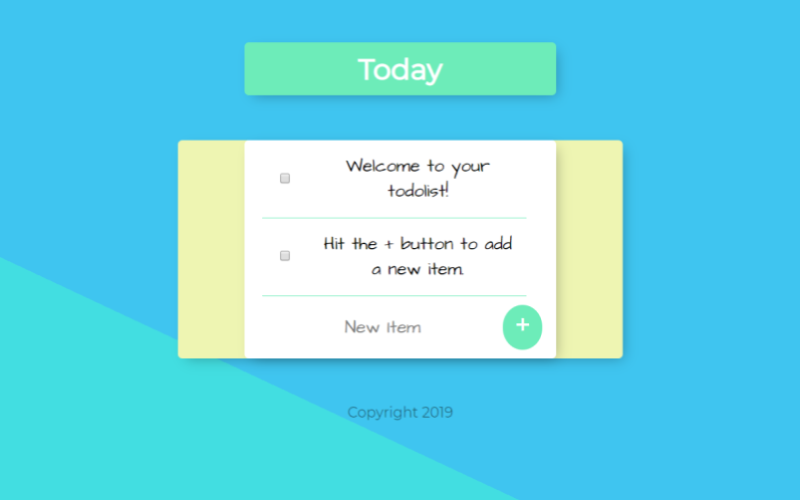 Today
Welcome to your
todolist!
Hit the + button to add
a new item.
New Item
+
Copyright 2019